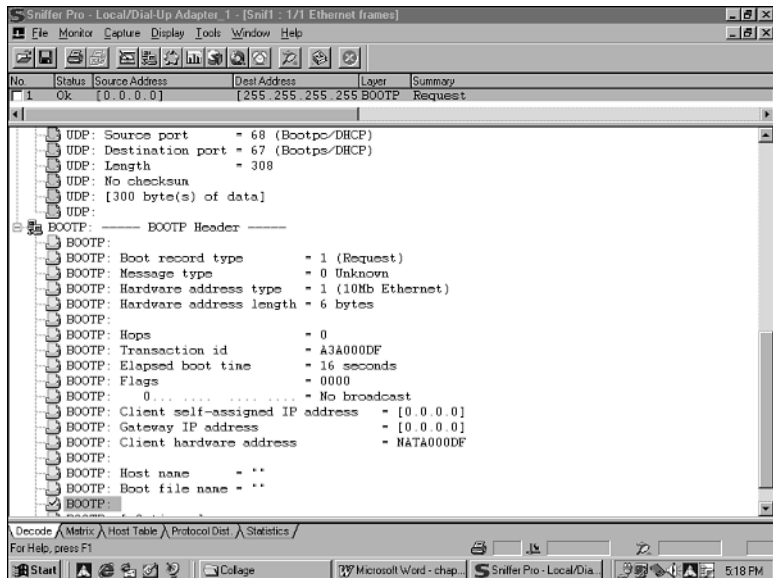 Sniffer Pro - Local/Dial-Up Adapter_1 - [Snif1 : 1/1 Ethernet frames]
File Monitor Capture Display Tools Window Help
No. Status Source Address Dest Address Layer Summary
1 Ok [0.0.0.0] [255.255.255.255 BOOTP Request
UDP: Source port = 68 (Bootpc/DHCP)
UDP: Destination port = 67 (Bootps/DHCP)
UDP: Length = 308
UDP: No checksum
UDP: [300 byte(s) of data]
UDP:
BOOTP: ----- BOOTP Header -----
BOOTP:
BOOTP: Boot record type = 1 (Request)
BOOTP: Message type = 0 Unknown
BOOTP: Hardware address type = 1 (10Mb Ethernet)
BOOTP: Hardware address length = 6 bytes
BOOTP:
BOOTP: Hops = 0
BOOTP: Transaction id = A3A000DF
BOOTP: Elapsed boot time = 16 seconds
BOOTP: Flags = 0000
BOOTP: 0... .... .... .... = No broadcast
BOOTP: Client self-assigned IP address = [0.0.0.0]
BOOTP: Gateway IP address = [0.0.0.0]
BOOTP: Client hardware address = NATA000DF
BOOTP:
BOOTP: Host name = ""
BOOTP: Boot file name = ""
BOOTP:
Decode Matrix Host Table Protocol Dist. Statistics
For Help, press F1
Start Collage Microsoft Word - chap... Sniffer Pro - Local/Dia... 5:18 PM